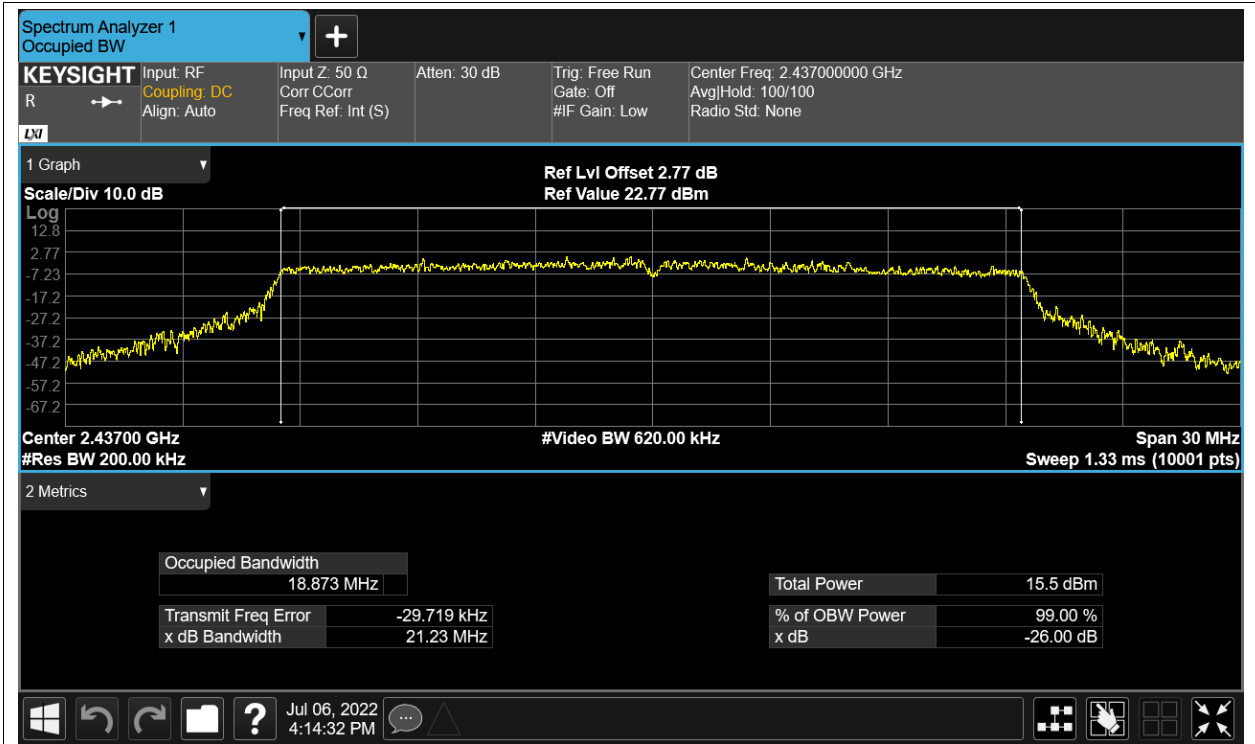 Spectrum Analyzer 1
Occupied BW
KEYSIGHT
R
LXI
Input: RF
Coupling: DC
Align: Auto
Input Z: 50 Ω
Corr CCorr
Freq Ref: Int (S)
Atten: 30 dB
Trig: Free Run
Gate: Off
#IF Gain: Low
Center Freq: 2.437000000 GHz
Avg|Hold: 100/100
Radio Std: None
1 Graph
Ref Lvl Offset 2.77 dB
Scale/Div 10.0 dB
Ref Value 22.77 dBm
Log
12.8
2.77
-7.23
-17.2
-27.2
-37.2
-47.2
-57.2
-67.2
Center 2.43700 GHz
#Video BW 620.00 kHz
Span 30 MHz
#Res BW 200.00 kHz
Sweep 1.33 ms (10001 pts)
2 Metrics
Occupied Bandwidth
18.873 MHz
Total Power 15.5 dBm
Transmit Freq Error -29.719 kHz
% of OBW Power 99.00 %
x dB Bandwidth 21.23 MHz
x dB -26.00 dB
?
Jul 06, 2022
4:14:32 PM